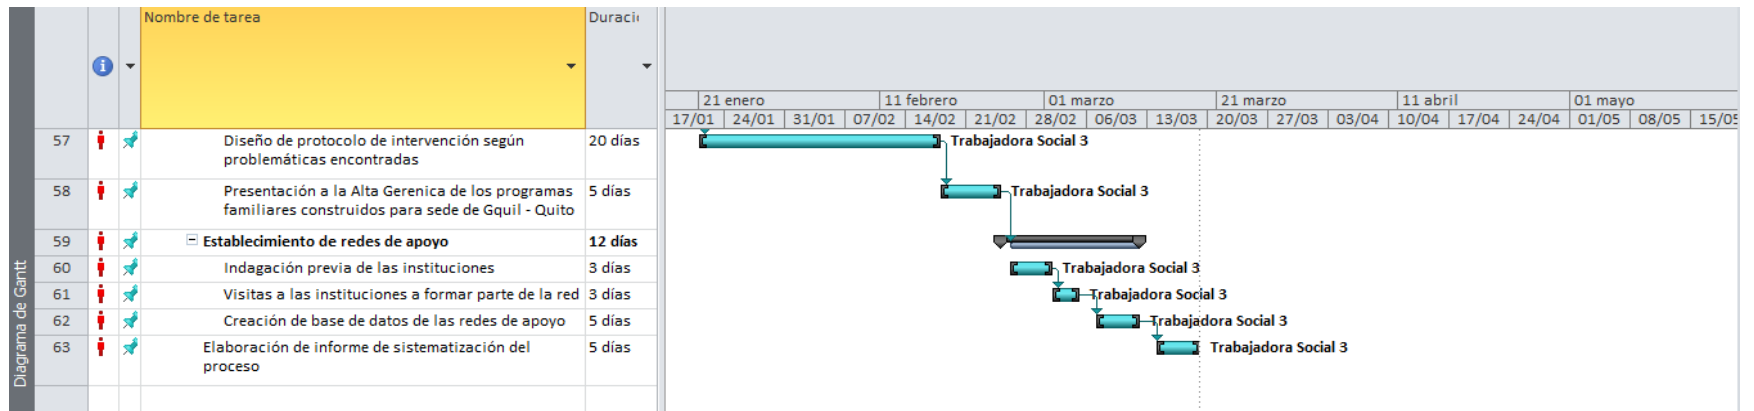 Nombre de tarea Duració
21 enero 11 febrero 01 marzo 21 marzo 11 abril 01 mayo
17/01 24/01 31/01 07/02 14/02 21/02 28/02 06/03 13/03 20/03 27/03 03/04 10/04 17/04 24/04 01/05 08/05 15/05
57 Diseño de protocolo de intervención según 20 días Trabajadora Social 3
problemáticas encontradas
58 Presentación a la Alta Gerenica de los programas 5 días Trabajadora Social 3
familiares construidos para sede de Gquil - Quito
59 Establecimiento de redes de apoyo 12 días
60 Indagación previa de las instituciones 3 días Trabajadora Social 3
61 Visitas a las instituciones a formar parte de la red 3 días Trabajadora Social 3
62 Creación de base de datos de las redes de apoyo 5 días Trabajadora Social 3
63 Elaboración de informe de sistematización del 5 días Trabajadora Social 3
proceso
Diagrama de Gantt